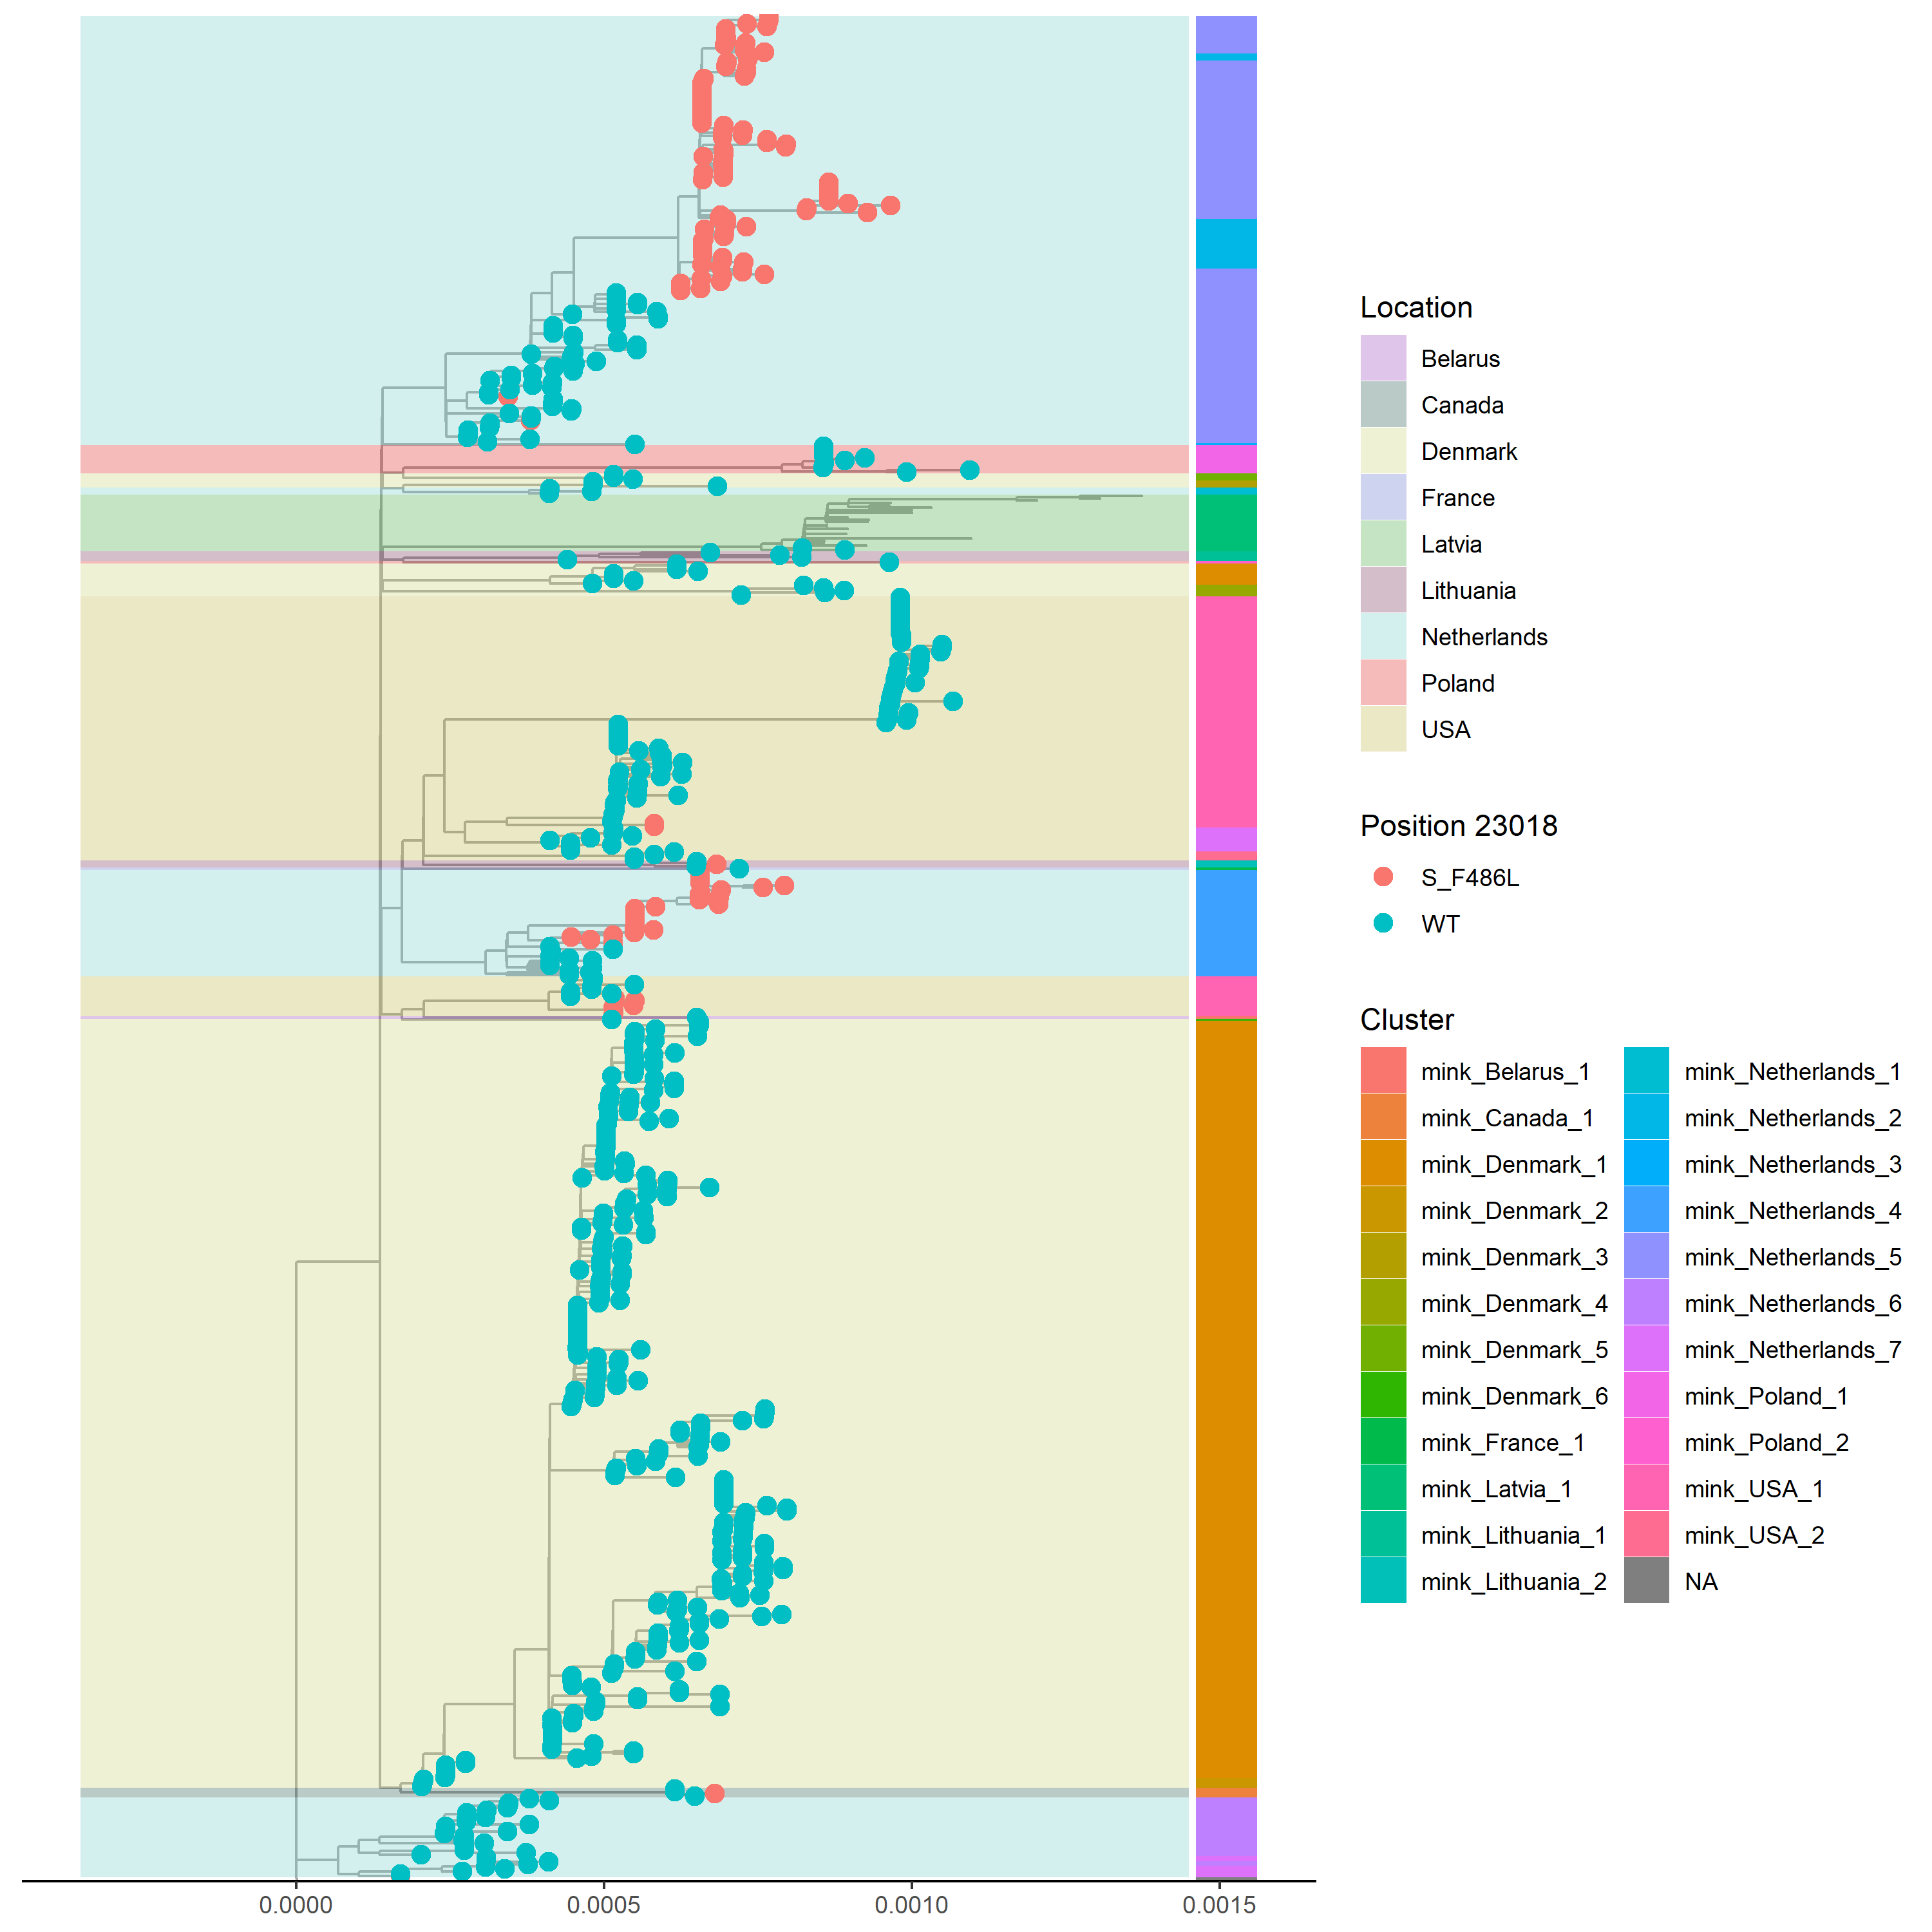 Location
Belarus
Canada
Denmark
France
Latvia
Lithuania
Netherlands
Poland
USA
Position 23018
S_F486L
WT
Cluster
mink_Belarus_1
mink_Canada_1
mink_Denmark_1
mink_Denmark_2
mink_Denmark_3
mink_Denmark_4
mink_Denmark_5
mink_Denmark_6
mink_France_1
mink_Latvia_1
mink_Lithuania_1
mink_Lithuania_2
mink_Netherlands_1
mink_Netherlands_2
mink_Netherlands_3
mink_Netherlands_4
mink_Netherlands_5
mink_Netherlands_6
mink_Netherlands_7
mink_Poland_1
mink_Poland_2
mink_USA_1
mink_USA_2
NA
0.0000 0.0005 0.0010 0.0015